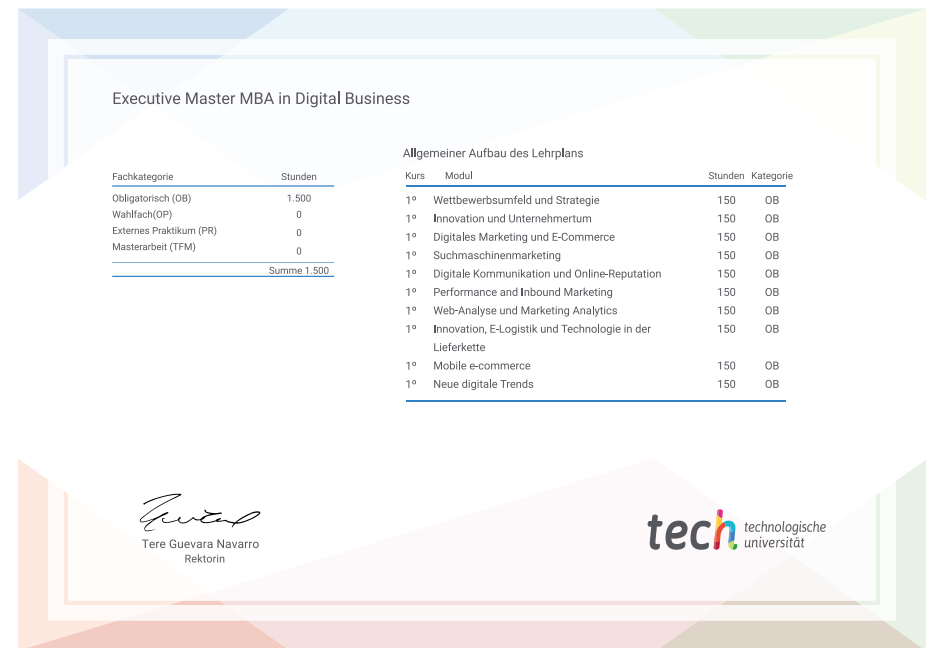 Executive Master MBA in Digital Business
Fachkategorie Stunden
Obligatorisch (OB) 1.500
Wahlfach(OP) 0
Externes Praktikum (PR) 0
Masterarbeit (TFM) 0
Summe 1.500
Allgemeiner Aufbau des Lehrplans
Kurs Modul Stunden Kategorie
1º Wettbewerbsumfeld und Strategie 150 OB
1º Innovation und Unternehmertum 150 OB
1º Digitales Marketing und E-Commerce 150 OB
1º Suchmaschinenmarketing 150 OB
1º Digitale Kommunikation und Online-Reputation 150 OB
1º Performance and Inbound Marketing 150 OB
1º Web-Analyse und Marketing Analytics 150 OB
1º Innovation, E-Logistik und Technologie in der 150 OB
Lieferkette
1º Mobile e-commerce 150 OB
1º Neue digitale Trends 150 OB
Tere Guevara Navarro
Rektorin
tech technologische
universität